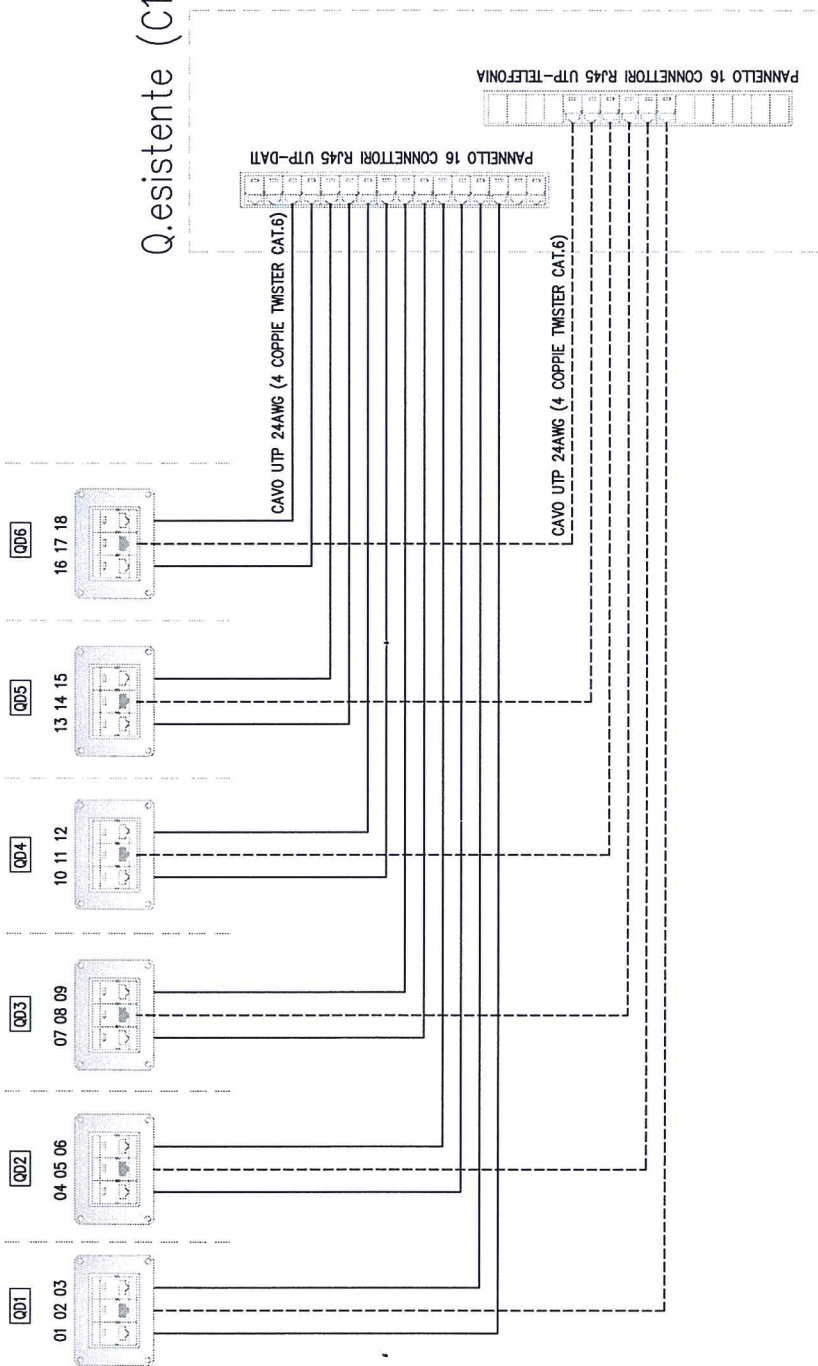 Q.esistente (C1
PANNELLO 16 CONNETTORI RJ45 UTP-TELEFONIA
PANNELLO 16 CONNETTORI RJ45 UTP-DATI
CAVO UTP 24AWG (4 COPPIE TWISTER CAT.6)
CAVO UTP 24AWG (4 COPPIE TWISTER CAT.6)
QD1
01 02 03
QD2
04 05 06
QD3
07 08 09
QD4
10 11 12
QD5
13 14 15
QD6
16 17 18